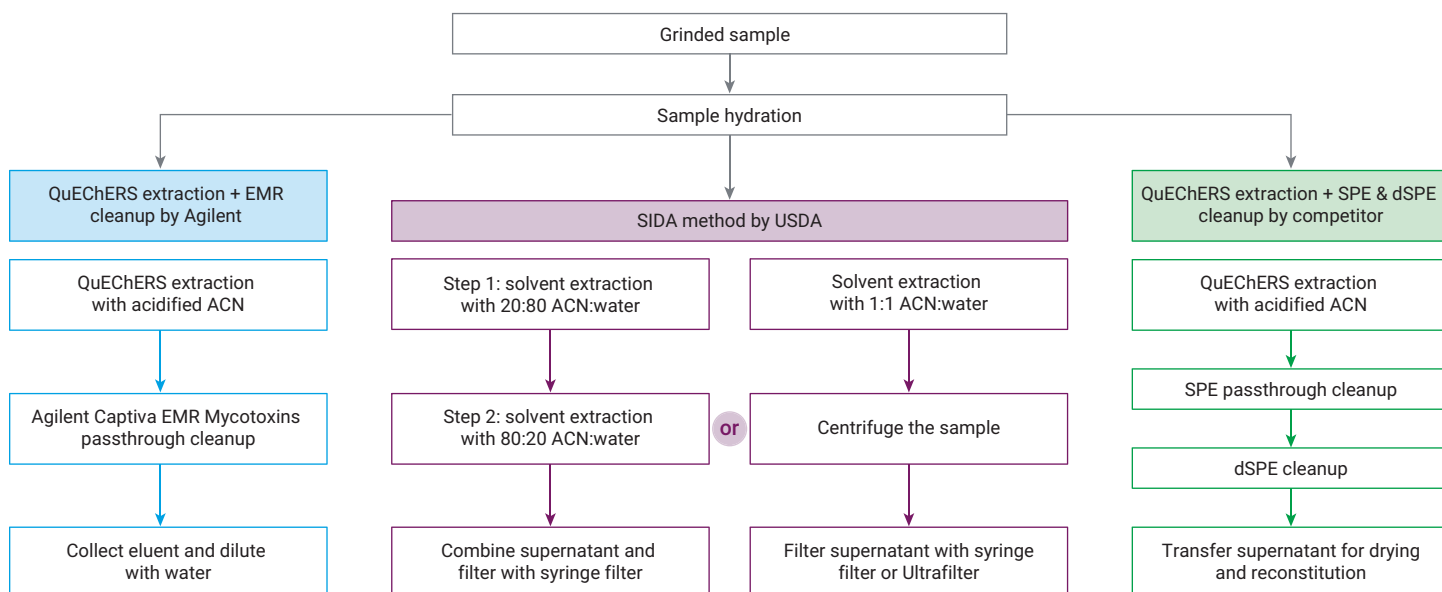 Grinded sample
Sample hydration
QuEChERS extraction + EMR
cleanup by Agilent
QuEChERS extraction
with acidified ACN
Agilent Captiva EMR Mycotoxins
passthrough cleanup
Collect eluent and dilute
with water
SIDA method by USDA
Step 1: solvent extraction
with 20:80 ACN:water
Step 2: solvent extraction
with 80:20 ACN:water
Combine supernatant and
filter with syringe filter
or
Solvent extraction
with 1:1 ACN:water
Centrifuge the sample
Filter supernatant with syringe
filter or Ultrafilter
QuEChERS extraction + SPE & dSPE
cleanup by competitor
QuEChERS extraction
with acidified ACN
SPE passthrough cleanup
dSPE cleanup
Transfer supernatant for drying
and reconstitution